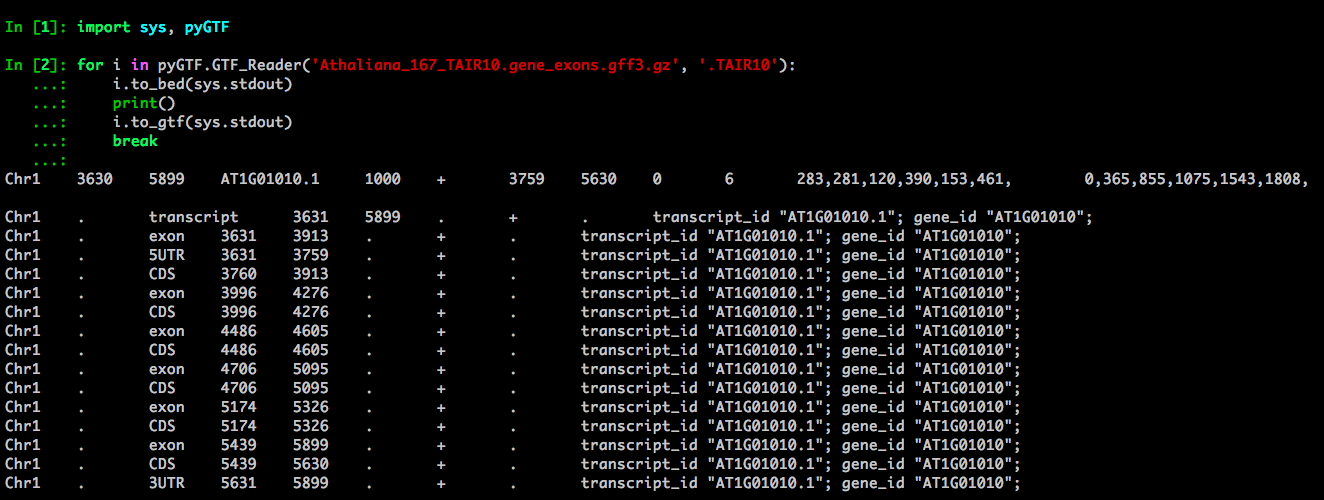 In [1]: import sys, pyGTF
In [2]: for i in pyGTF.GTF_Reader('Athaliana_167_TAIR10.gene_exons.gff3.gz', '.TAIR10'):
   ...:     i.to_bed(sys.stdout)
   ...:     print()
   ...:     i.to_gtf(sys.stdout)
   ...:     break
   ...:
Chr1	3630	5899	AT1G01010.1	1000	+	3759	5630	0	6	283,281,120,390,153,461,	0,365,855,1075,1543,1808,
Chr1	.	transcript	3631	5899	.	+	.	transcript_id "AT1G01010.1"; gene_id "AT1G01010";
Chr1	.	exon	3631	3913	.	+	.	transcript_id "AT1G01010.1"; gene_id "AT1G01010";
Chr1	.	5UTR	3631	3759	.	+	.	transcript_id "AT1G01010.1"; gene_id "AT1G01010";
Chr1	.	CDS	3760	3913	.	+	.	transcript_id "AT1G01010.1"; gene_id "AT1G01010";
Chr1	.	exon	3996	4276	.	+	.	transcript_id "AT1G01010.1"; gene_id "AT1G01010";
Chr1	.	CDS	3996	4276	.	+	.	transcript_id "AT1G01010.1"; gene_id "AT1G01010";
Chr1	.	exon	4486	4605	.	+	.	transcript_id "AT1G01010.1"; gene_id "AT1G01010";
Chr1	.	CDS	4486	4605	.	+	.	transcript_id "AT1G01010.1"; gene_id "AT1G01010";
Chr1	.	exon	4706	5095	.	+	.	transcript_id "AT1G01010.1"; gene_id "AT1G01010";
Chr1	.	CDS	4706	5095	.	+	.	transcript_id "AT1G01010.1"; gene_id "AT1G01010";
Chr1	.	exon	5174	5326	.	+	.	transcript_id "AT1G01010.1"; gene_id "AT1G01010";
Chr1	.	CDS	5174	5326	.	+	.	transcript_id "AT1G01010.1"; gene_id "AT1G01010";
Chr1	.	exon	5439	5899	.	+	.	transcript_id "AT1G01010.1"; gene_id "AT1G01010";
Chr1	.	CDS	5439	5630	.	+	.	transcript_id "AT1G01010.1"; gene_id "AT1G01010";
Chr1	.	3UTR	5631	5899	.	+	.	transcript_id "AT1G01010.1"; gene_id "AT1G01010";